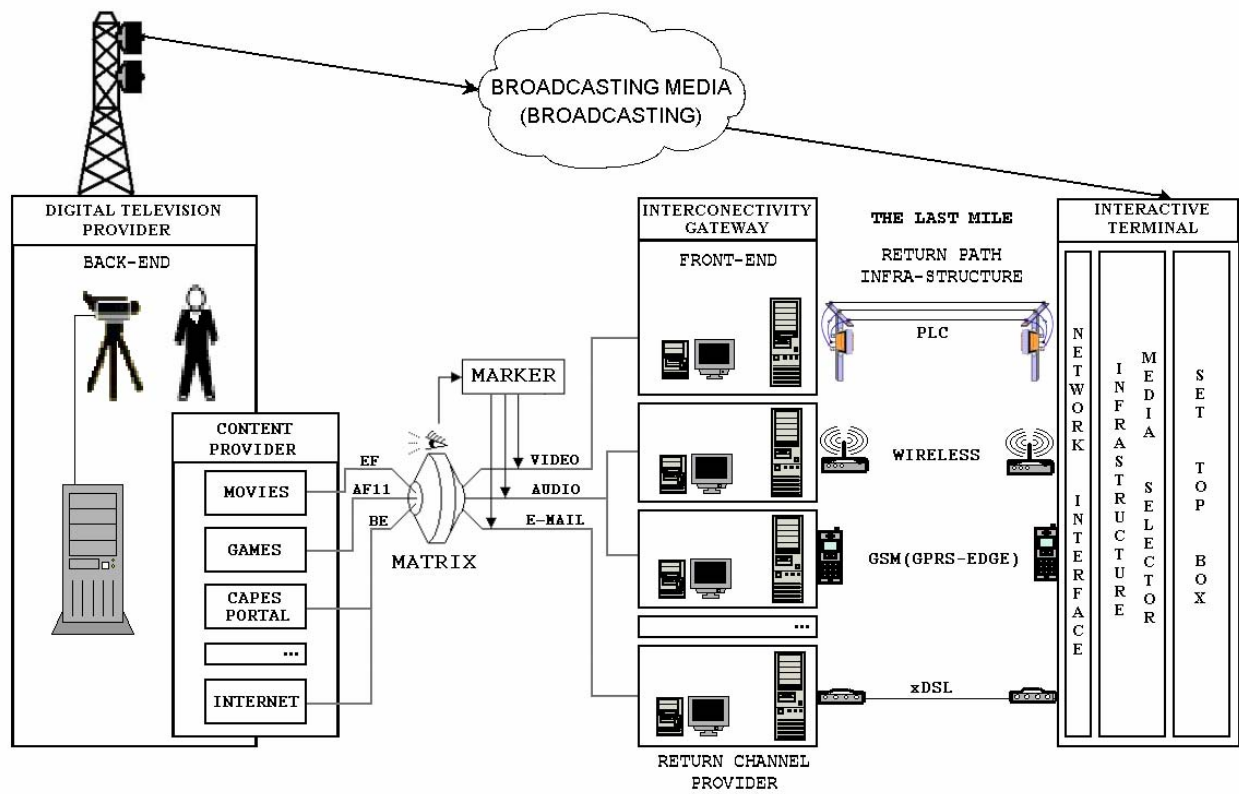 BROADCASTING MEDIA
(BROADCASTING)
DIGITAL TELEVISION
PROVIDER
BACK-END
CONTENT
PROVIDER
MOVIES
GAMES
CAPES
PORTAL
...
INTERNET
EF
AF11
BE
MATRIX
MARKER
VIDEO
AUDIO
E-MAIL
INTERCONECTIVITY
GATEWAY
FRONT-END
...
RETURN CHANNEL
PROVIDER
THE LAST MILE
RETURN PATH
INFRA-STRUCTURE
PLC
WIRELESS
GSM(GPRS-EDGE)
xDSL
INTERACTIVE
TERMINAL
NETWORK INTERFACE
INFRASTRUCTURE
MEDIA SELECTOR
SET TOP BOX